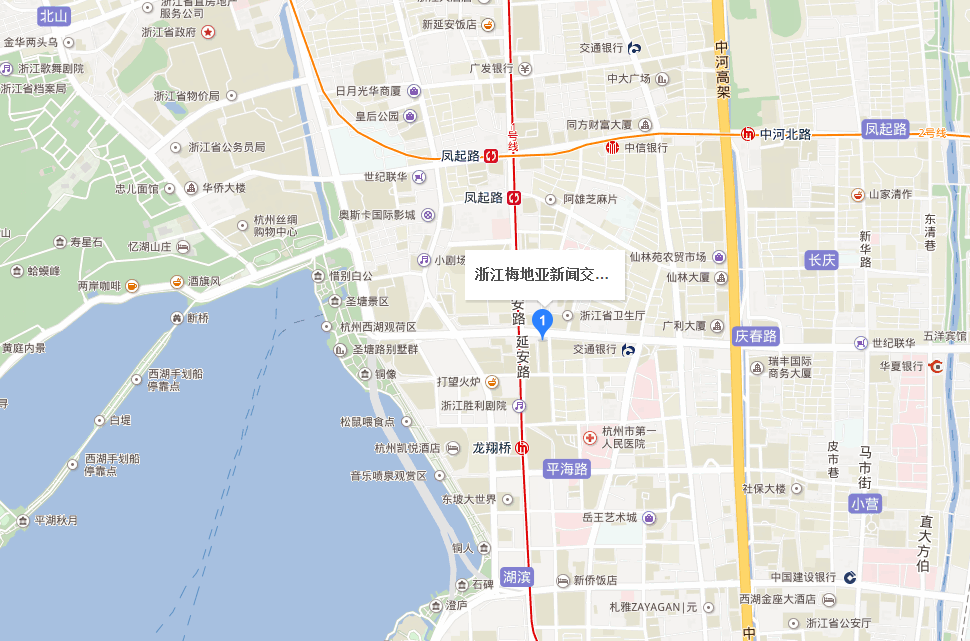 北山
浙江省直房地产
服务公司
浙江省政府
金华两头乌
浙江歌舞剧院
浙江省档案局
浙江省物价局
新延安饭店
交通银行
中河高架
广发银行
中大广场
日月光华商厦
皇后公园
同方财富大厦
1号线
中河北路
凤起路
2号线
浙江省公务员局
凤起路
中信银行
世纪联华
忠儿面馆
华侨大楼
凤起路
阿雄芝麻片
山家清作
奥斯卡国际影城
杭州丝绸
购物中心
东清巷
新华路
山
寿星石
忆湖山庄
小剧场
仙林苑农贸市场
长庆
蛤蟆峰
惜别白公
浙江梅地亚新闻交...
仙林大厦
两岸咖啡
酒旗风
圣塘景区
安路
断桥
杭州西湖观荷区
1
浙江省卫生厅
广利大厦
庆春路
五洋宾馆
黄庭内景
圣塘路别墅群
延安路
交通银行
世纪联华
西湖手划船
停靠点
铜像
瑞丰国际
商务大厦
华夏银行
打望火炉
寻
浙江胜利剧院
白堤
松鼠喂食点
杭州市第一
人民医院
杭州凯悦酒店
龙翔桥
皮市巷
马市街
西湖手划船
停靠点
音乐喷泉观赏区
平海路
东坡大世界
社保大楼
小营
平湖秋月
岳王艺术城
直大方伯
铜人
湖滨
新侨饭店
中国建设银行
石碑
澄庐
札雅ZAYAGAN|元
西湖金座大酒店
浙江省公安厅
中